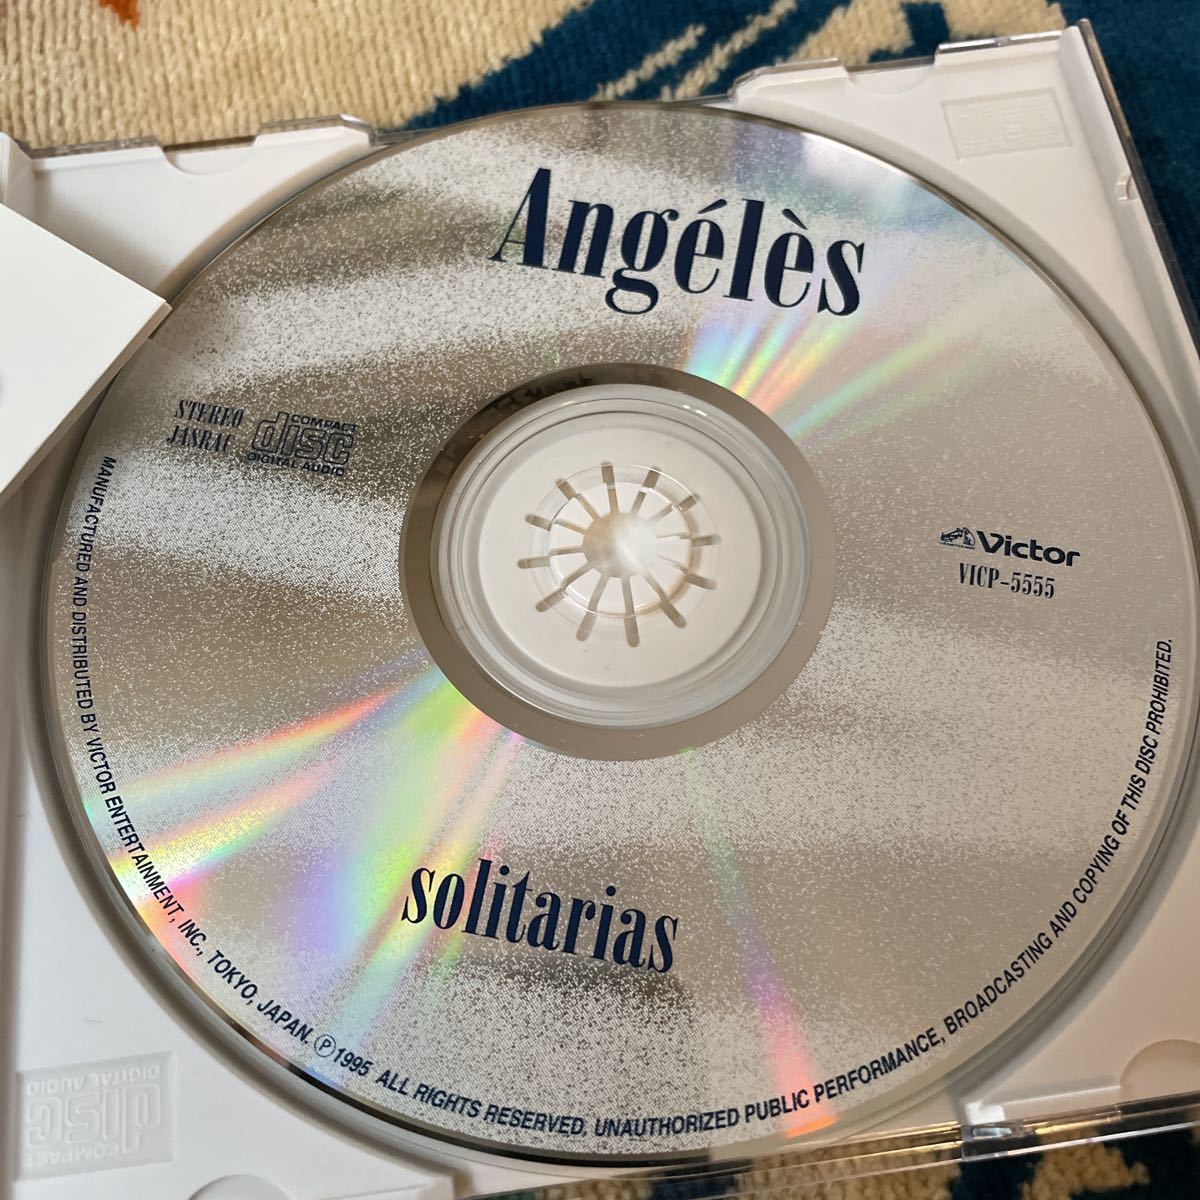 Angélès
STEREO
JASRAC
COMPACT
disc
DIGITAL AUDIO
Victor
VICP-5555
solitarias
MANUFACTURED AND DISTRIBUTED BY VICTOR ENTERTAINMENT, INC., TOKYO, JAPAN. Ⓟ1995 ALL RIGHTS RESERVED. UNAUTHORIZED PUBLIC PERFORMANCE, BROADCASTING AND COPYING OF THIS DISC PROHIBITED.
COMPACT
disc
DIGITAL AUDIO